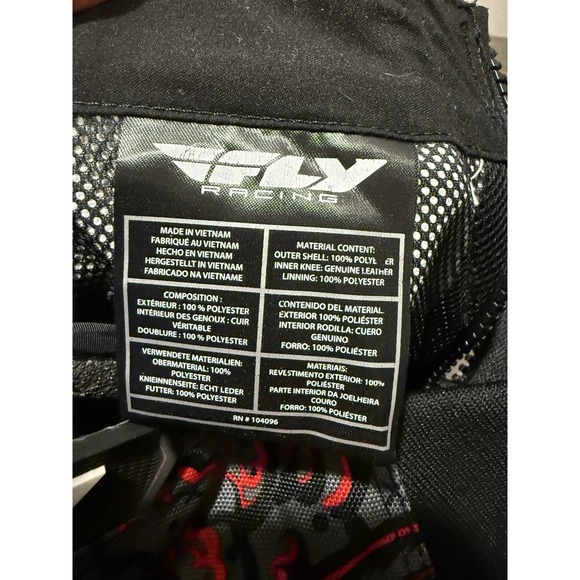 FLY
RACING
MADE IN VIETNAM
FABRIQUÉ AU VIETNAM
HECHO EN VIETNAM
HERGESTELLT IN VIETNAM
FABRICADO NA VIETNAME
MATERIAL CONTENT:
OUTER SHELL: 100% POLYESTER
INNER KNEE: GENUINE LEATHER
LINNING: 100% POLYESTER
COMPOSITION :
EXTÉRIEUR : 100 % POLYESTER
INTÉRIEUR DES GENOUX : CUIR
VÉRITABLE
DOUBLURE : 100% POLYESTER
CONTENIDO DEL MATERIAL
EXTERIOR 100% POLIÉSTER
INTERIOR RODILLA: CUERO
GENUINO
FORRO: 100% POLIÉSTER
VERWENDETE MATERIALIEN:
OBERMATERIAL: 100%
POLYESTER
KNIEINNENSEITE: ECHT LEDER
FUTTER: 100% POLYESTER
MATERIAIS:
REVESTIMENTO EXTERIOR: 100%
POLIÉSTER
PARTE INTERIOR DA JOELHEIRA
COURO
FORRO: 100% POLIÉSTER
RN # 104096